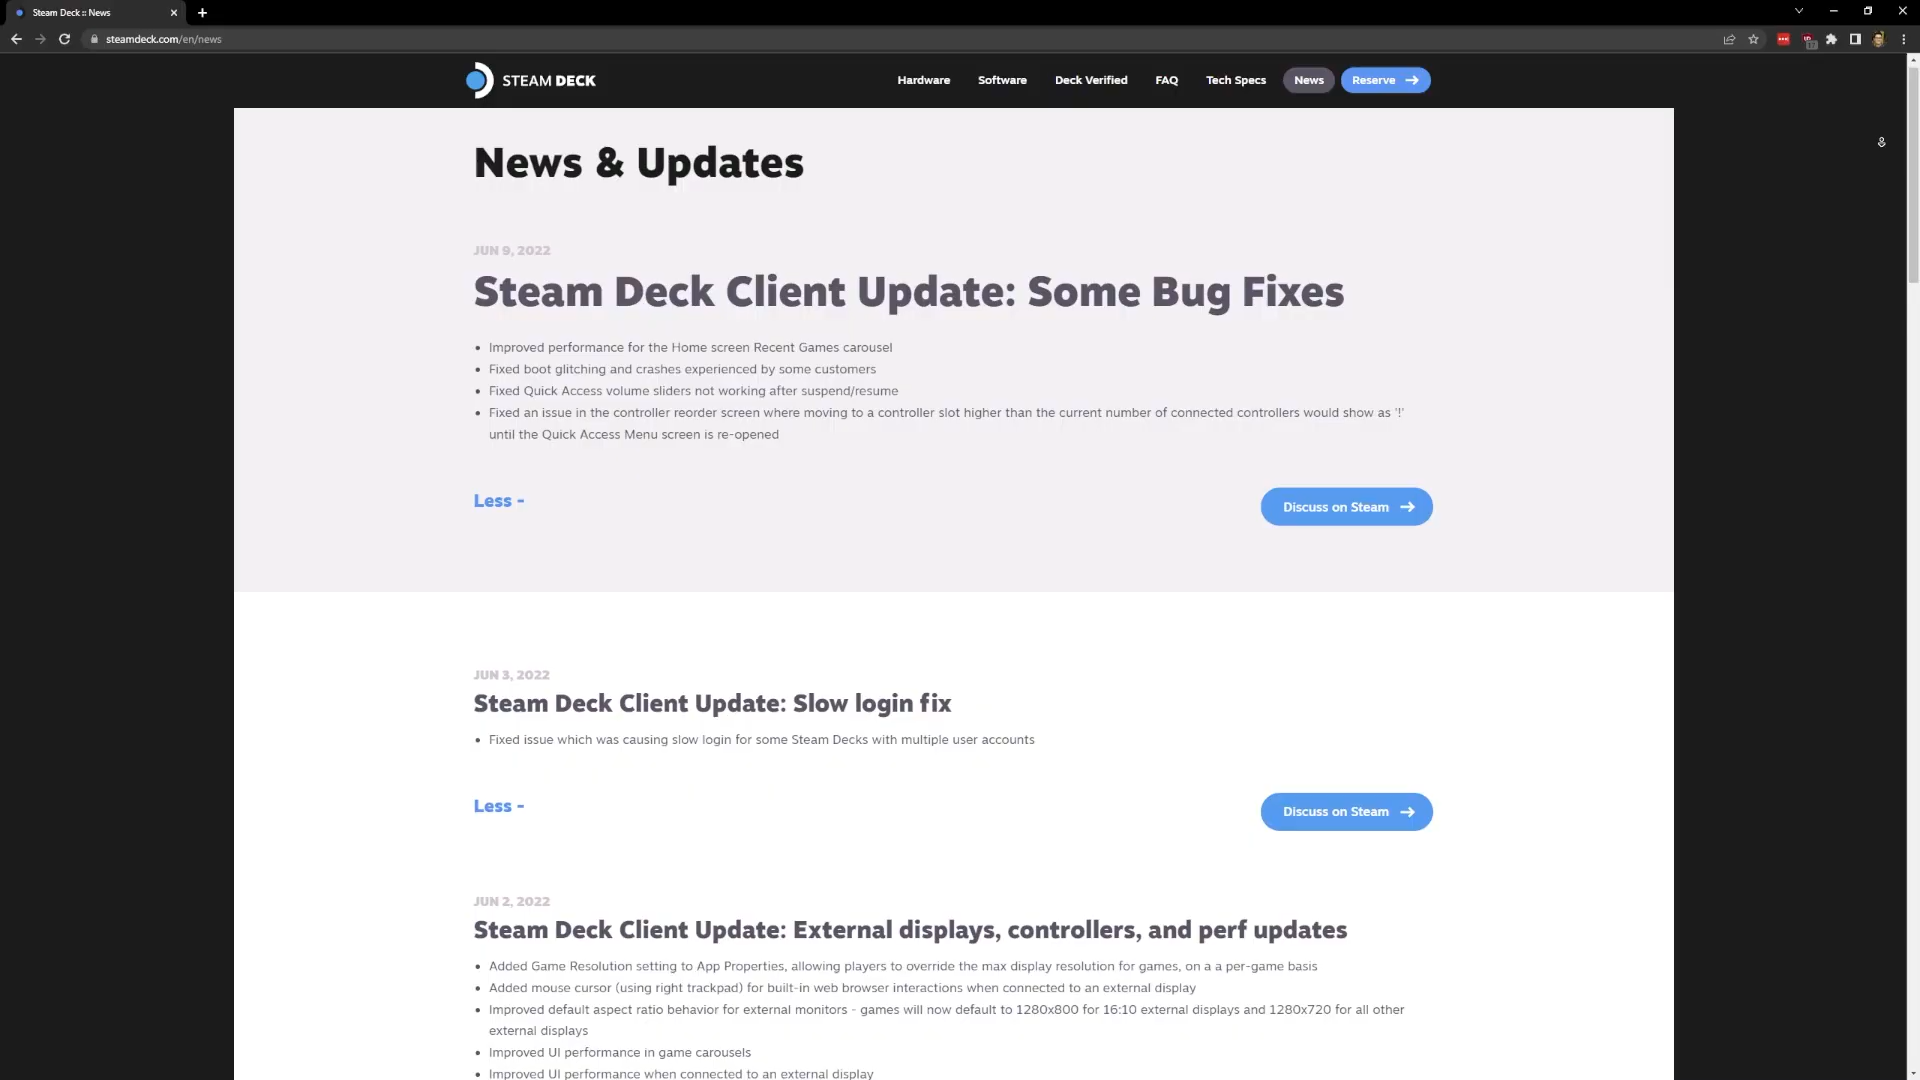 Steam Deck :: News
steamdeck.com/en/news
STEAM DECK
Hardware
Software
Deck Verified
FAQ
Tech Specs
News
Reserve →
News & Updates
JUN 9, 2022
Steam Deck Client Update: Some Bug Fixes
• Improved performance for the Home screen Recent Games carousel
• Fixed boot glitching and crashes experienced by some customers
• Fixed Quick Access volume sliders not working after suspend/resume
• Fixed an issue in the controller reorder screen where moving to a controller slot higher than the current number of connected controllers would show as '!'
until the Quick Access Menu screen is re-opened
Less -
Discuss on Steam →
JUN 3, 2022
Steam Deck Client Update: Slow login fix
• Fixed issue which was causing slow login for some Steam Decks with multiple user accounts
Less -
Discuss on Steam →
JUN 2, 2022
Steam Deck Client Update: External displays, controllers, and perf updates
• Added Game Resolution setting to App Properties, allowing players to override the max display resolution for games, on a a per-game basis
• Added mouse cursor (using right trackpad) for built-in web browser interactions when connected to an external display
• Improved default aspect ratio behavior for external monitors - games will now default to 1280x800 for 16:10 external displays and 1280x720 for all other
external displays
• Improved UI performance in game carousels
• Improved UI performance when connected to an external display